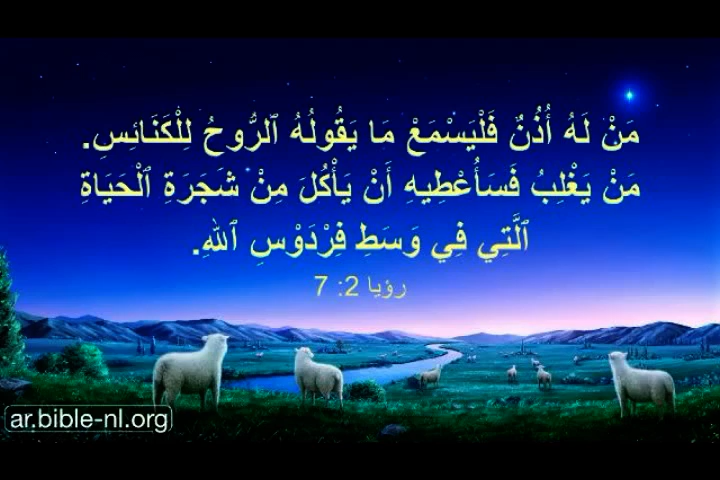 مَنْ لَهُ أُذُنٌ فَلْيَسْمَعْ مَا يَقُولُهُ ٱلرُّوحُ لِلْكَنَائِسِ.
مَنْ يَغْلِبُ فَسَأُعْطِيهِ أَنْ يَأْكُلَ مِنْ شَجَرَةِ ٱلْحَيَاةِ
ٱلَّتِي فِي وَسَطِ فِرْدَوْسِ ٱللهِ.
رؤيا 2: 7
ar.bible-nl.org